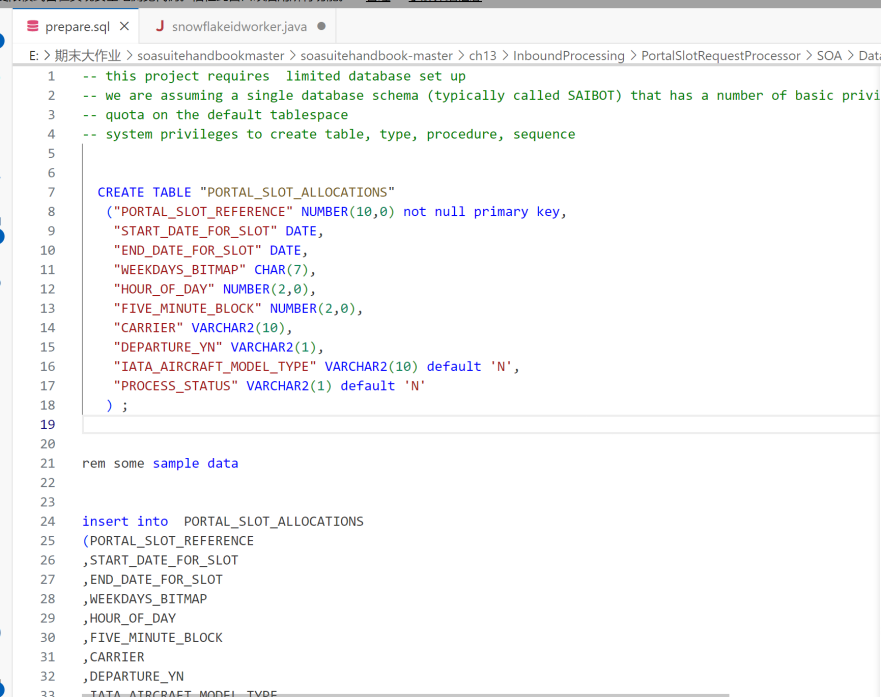 prepare.sql
snowflakeidworker.java
E: > 期末大作业 > soasuitehandbookmaster > soasuitehandbook-master > ch13 > InboundProcessing > PortalSlotRequestProcessor > SOA > Data
1 -- this project requires  limited database set up
2 -- we are assuming a single database schema (typically called SAIBOT) that has a number of basic privi
3 -- quota on the default tablespace
4 -- system privileges to create table, type, procedure, sequence
5
6
7 CREATE TABLE "PORTAL_SLOT_ALLOCATIONS"
8 ("PORTAL_SLOT_REFERENCE" NUMBER(10,0) not null primary key,
9 "START_DATE_FOR_SLOT" DATE,
10 "END_DATE_FOR_SLOT" DATE,
11 "WEEKDAYS_BITMAP" CHAR(7),
12 "HOUR_OF_DAY" NUMBER(2,0),
13 "FIVE_MINUTE_BLOCK" NUMBER(2,0),
14 "CARRIER" VARCHAR2(10),
15 "DEPARTURE_YN" VARCHAR2(1),
16 "IATA_AIRCRAFT_MODEL_TYPE" VARCHAR2(10) default 'N',
17 "PROCESS_STATUS" VARCHAR2(1) default 'N'
18 ) ;
19
20
21 rem some sample data
22
23
24 insert into  PORTAL_SLOT_ALLOCATIONS
25 (PORTAL_SLOT_REFERENCE
26 ,START_DATE_FOR_SLOT
27 ,END_DATE_FOR_SLOT
28 ,WEEKDAYS_BITMAP
29 ,HOUR_OF_DAY
30 ,FIVE_MINUTE_BLOCK
31 ,CARRIER
32 ,DEPARTURE_YN
33 ,IATA_AIRCRAFT_MODEL_TYPE